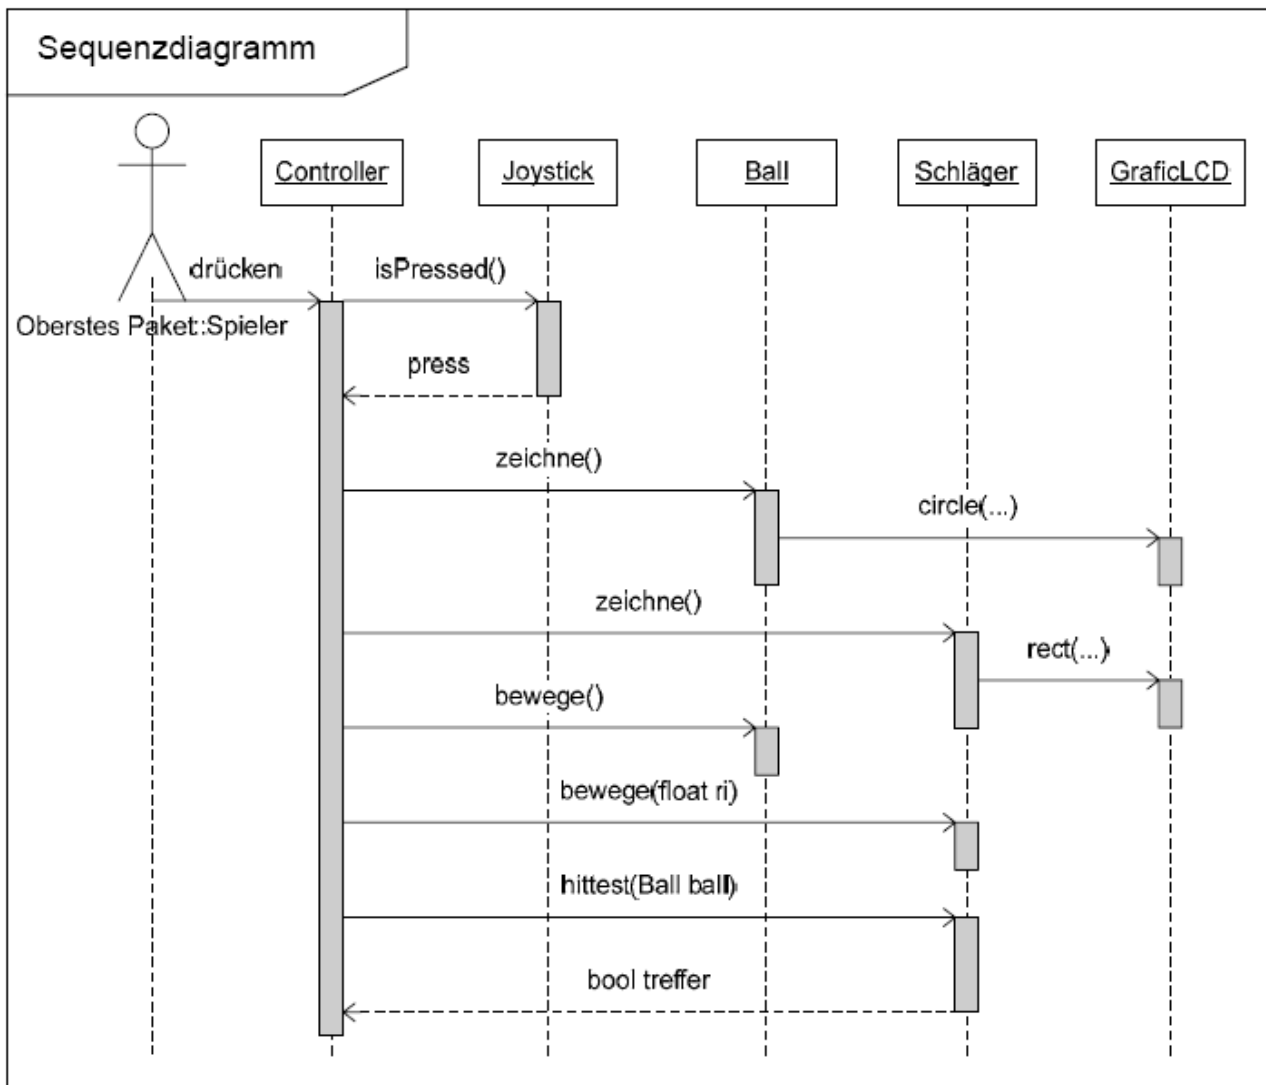 Sequenzdiagramm
Controller
Joystick
Ball
Schläger
GraficLCD
drücken
isPressed()
Oberstes Paket::Spieler
press
zeichne()
circle(...)
zeichne()
rect(...)
bewege()
bewege(float ri)
hittest(Ball ball)
bool treffer